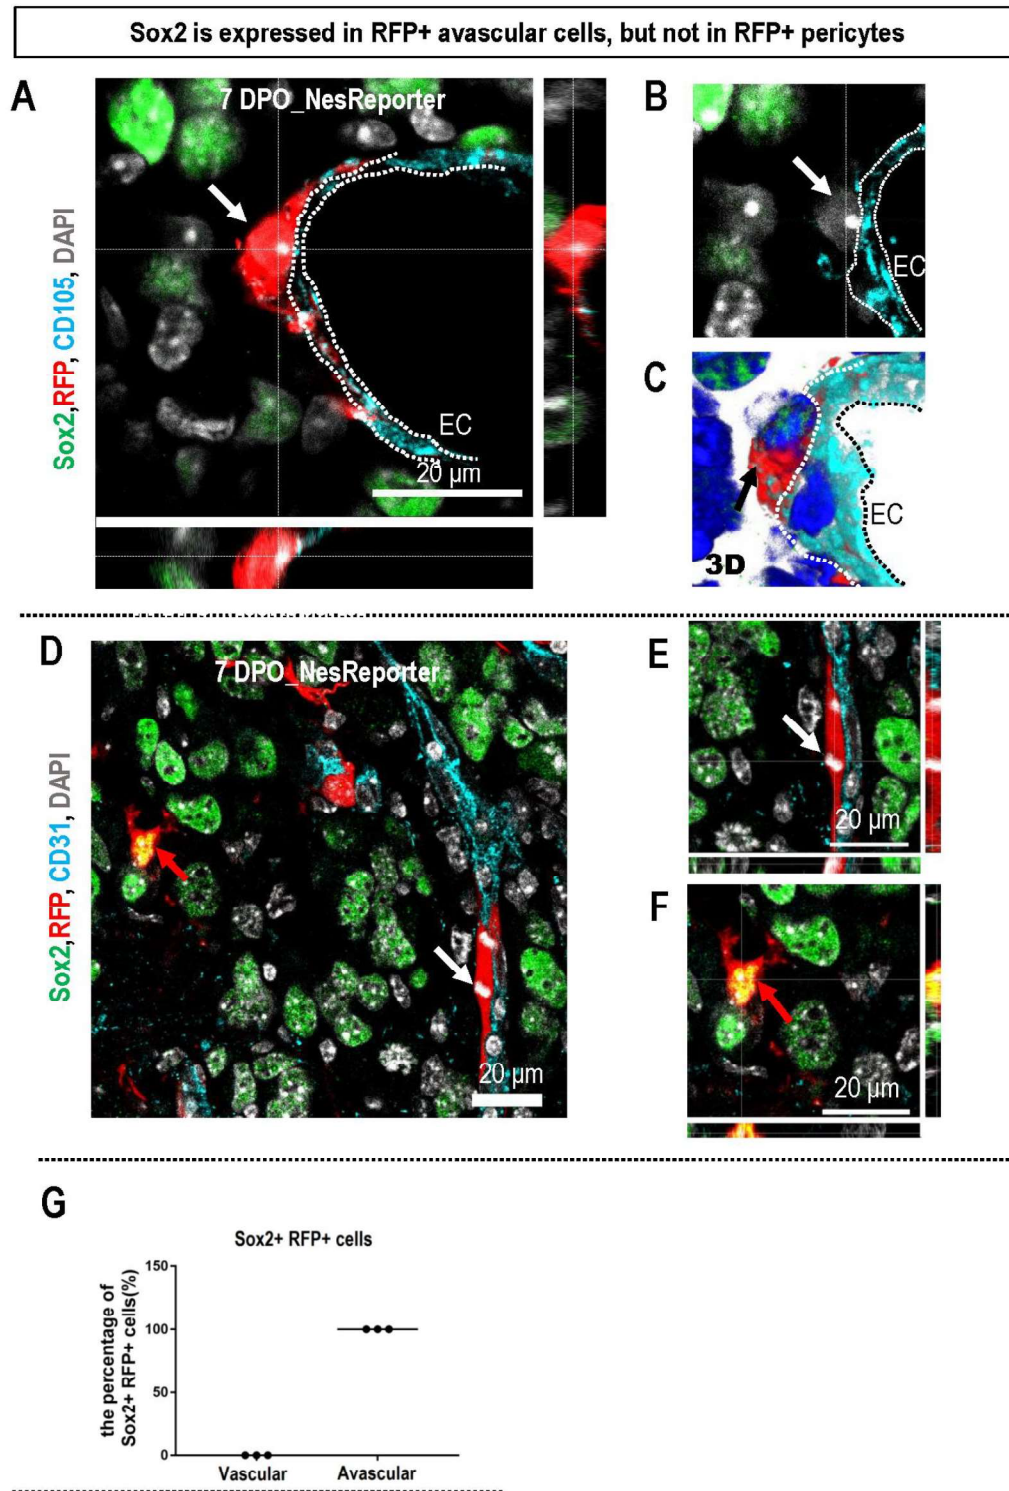 Sox2 is expressed in RFP+ avascular cells, but not in RFP+ pericytes
A
7 DPO_NesReporter
Sox2,RFP, CD105, DAPI
EC
20 µm
B
EC
C
EC
3D
D
7 DPO_NesReporter
Sox2,RFP, CD31, DAPI
20 µm
E
20 µm
F
20 µm
G
Sox2+ RFP+ cells
the percentage of
Sox2+ RFP+ cells(%)
150
100
50
0
Vascular
Avascular